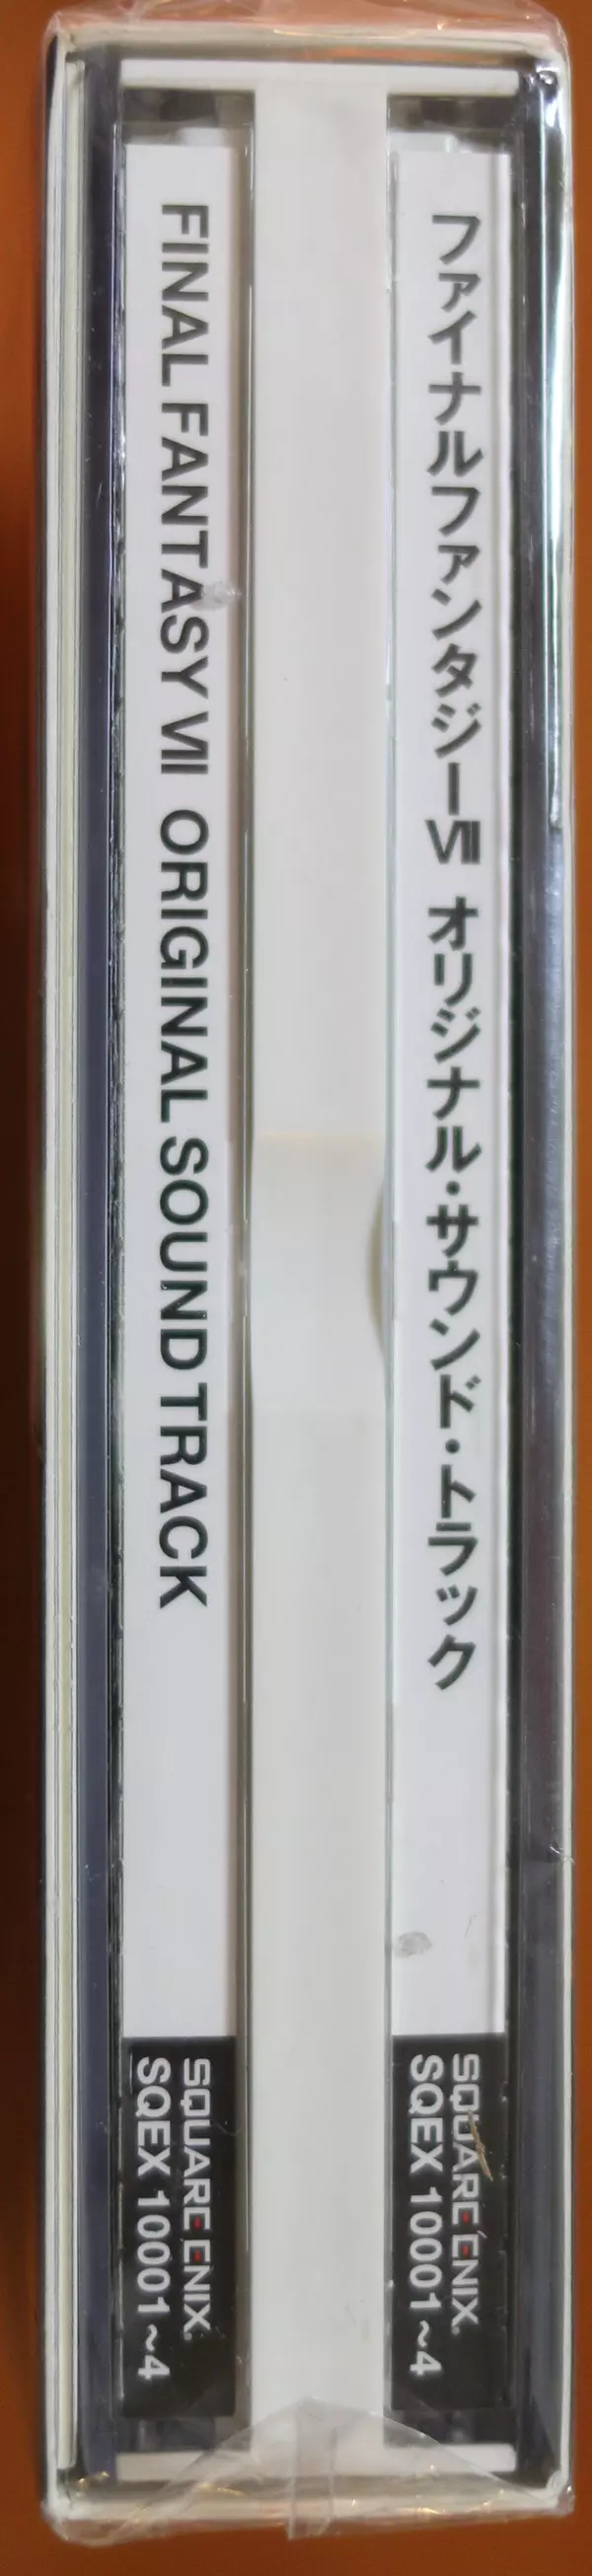 FINAL FANTASY VII ORIGINAL SOUND TRACK
SQUARE ENIX.
SQEX 10001~4
ファイナルファンタジーVII オリジナル・サウンド・トラック
SQUARE ENIX.
SQEX 10001~4